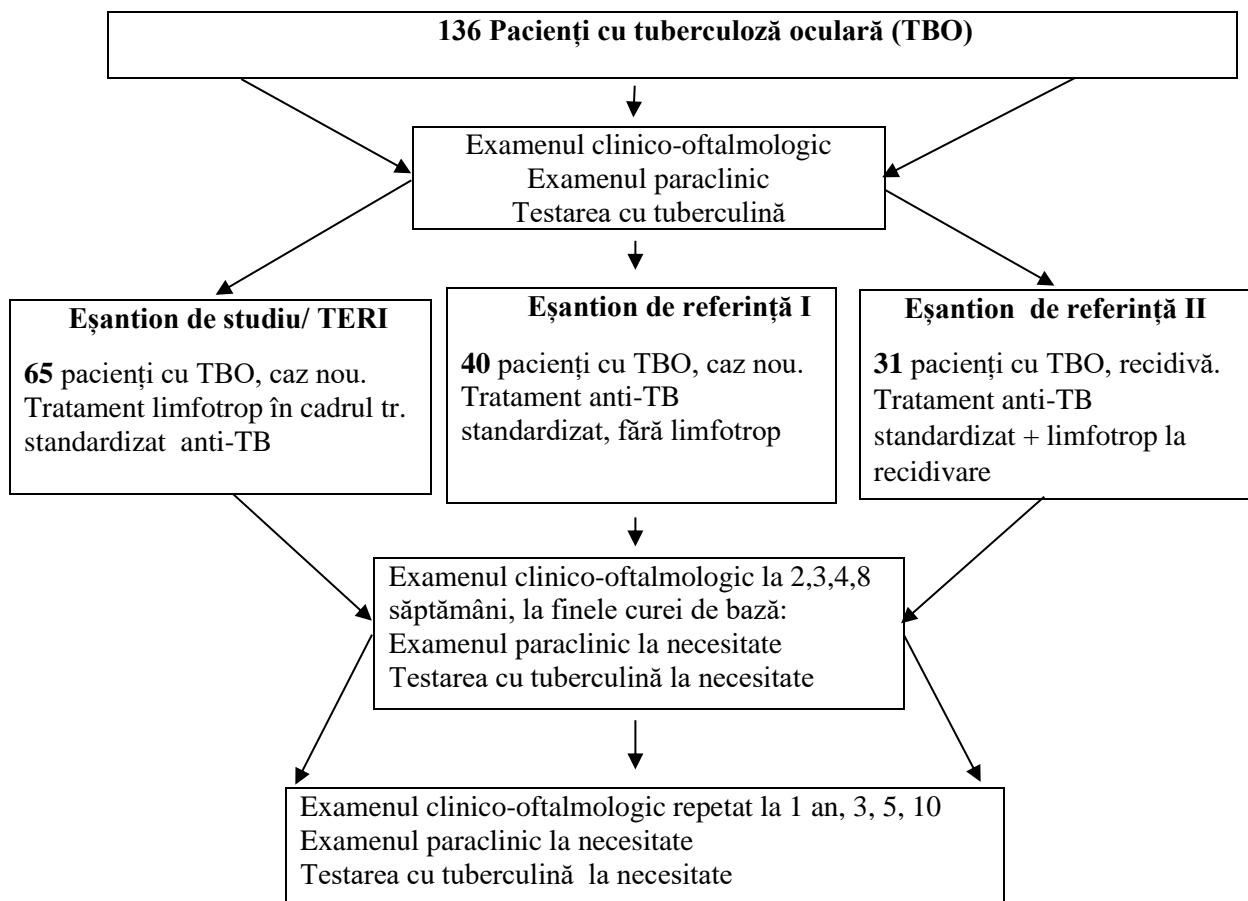 136 Pacienți cu tuberculoză oculară (TBO)
Examenul clinico-oftalmologic
Examenul paraclinic
Testarea cu tuberculină
Eșantion de studiu/ TERI
65 pacienți cu TBO, caz nou.
Tratament limfotrop în cadrul tr.
standardizat anti-TB
Eșantion de referință I
40 pacienți cu TBO, caz nou.
Tratament anti-TB
standardizat, fără limfotrop
Eșantion de referință II
31 pacienți cu TBO, recidivă.
Tratament anti-TB
standardizat + limfotrop la
recidivare
Examenul clinico-oftalmologic la 2,3,4,8
săptămâni, la finele curei de bază:
Examenul paraclinic la necesitate
Testarea cu tuberculină la necesitate
Examenul clinico-oftalmologic repetat la 1 an, 3, 5, 10
Examenul paraclinic la necesitate
Testarea cu tuberculină la necesitate